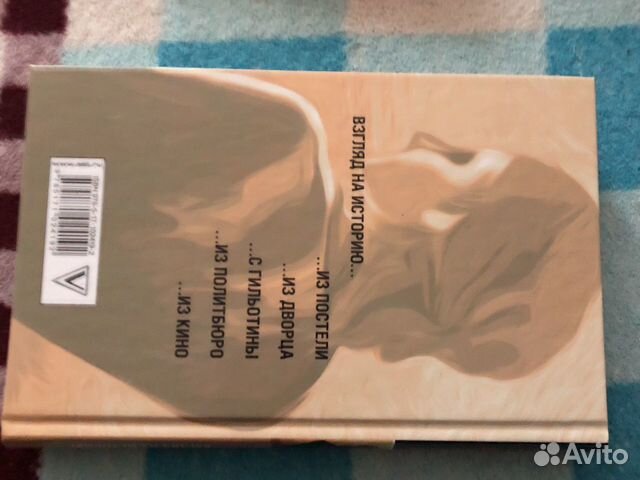 ВЗГЛЯД НА ИСТОРИЮ...
...ИЗ ПОСТЕЛИ
...ИЗ ДВОРЦА
...С ГИЛЬОТИНЫ
...ИЗ ПОЛИТБЮРО
...ИЗ КИНО
Avito